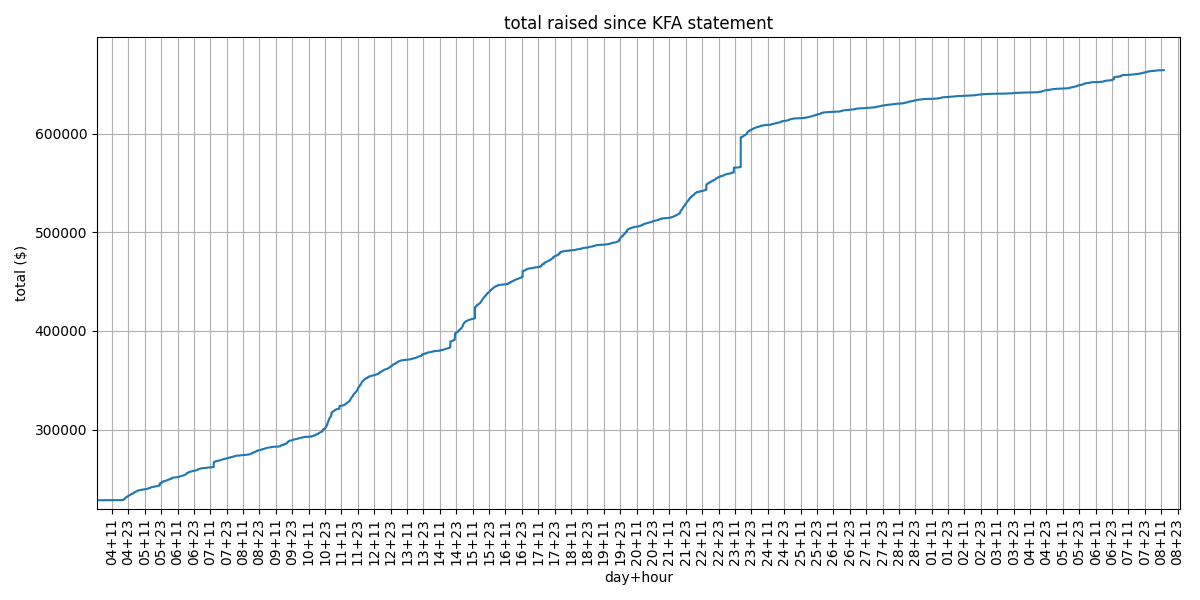 total raised since KFA statement
total ($)
600000
500000
400000
300000
04+11 04+23 05+11 05+23 06+11 06+23 07+11 07+23 08+11 08+23 09+11 09+23 10+11 10+23 11+11 11+23 12+11 12+23 13+11 13+23 14+11 14+23 15+11 15+23 16+11 16+23 17+11 17+23 18+11 18+23 19+11 19+23 20+11 20+23 21+11 21+23 22+11 22+23 23+11 23+23 24+11 24+23 25+11 25+23 26+11 26+23 27+11 27+23 28+11 28+23 01+11 01+23 02+11 02+23 03+11 03+23 04+11 04+23 05+11 05+23 06+11 06+23 07+11 07+23 08+11 08+23
day+hour